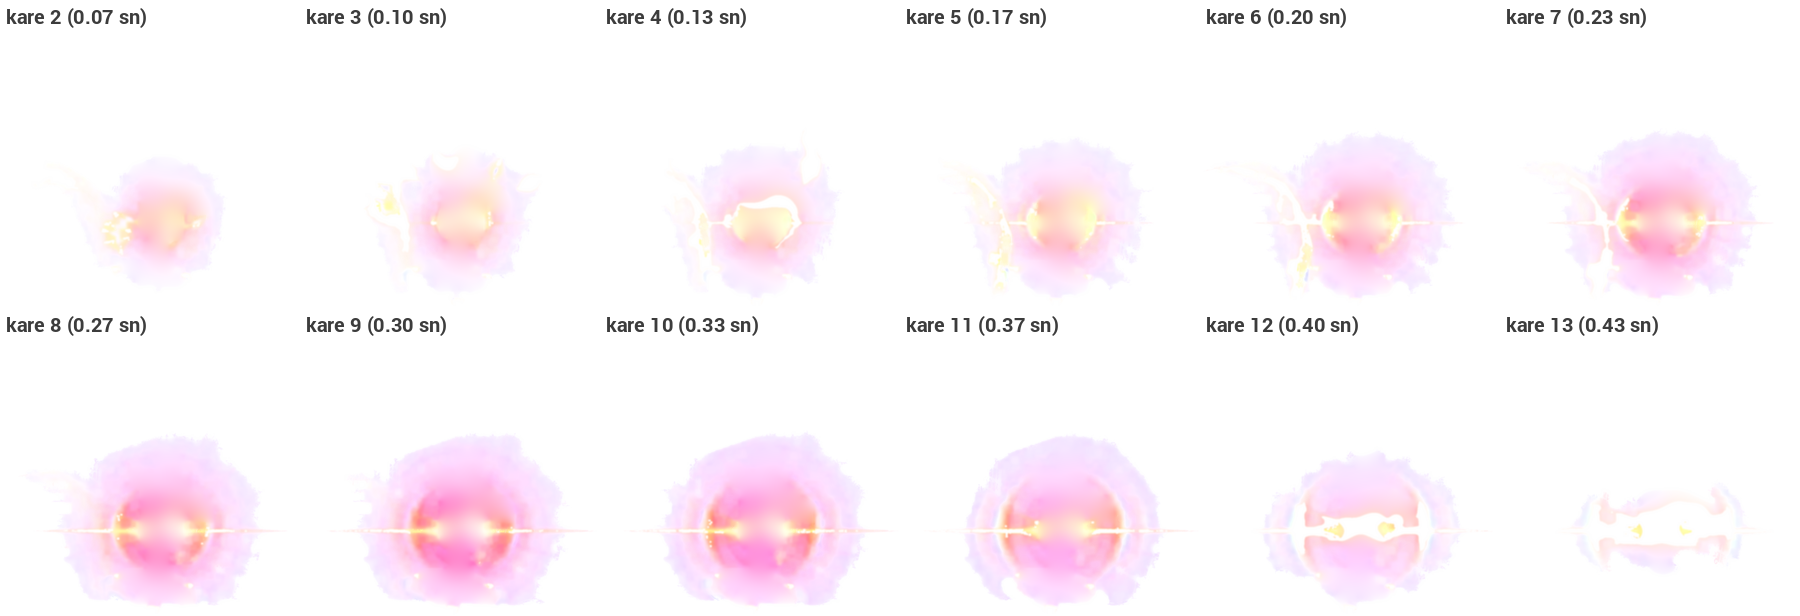 kare 2 (0.07 sn)
kare 3 (0.10 sn)
kare 4 (0.13 sn)
kare 5 (0.17 sn)
kare 6 (0.20 sn)
kare 7 (0.23 sn)
kare 8 (0.27 sn)
kare 9 (0.30 sn)
kare 10 (0.33 sn)
kare 11 (0.37 sn)
kare 12 (0.40 sn)
kare 13 (0.43 sn)